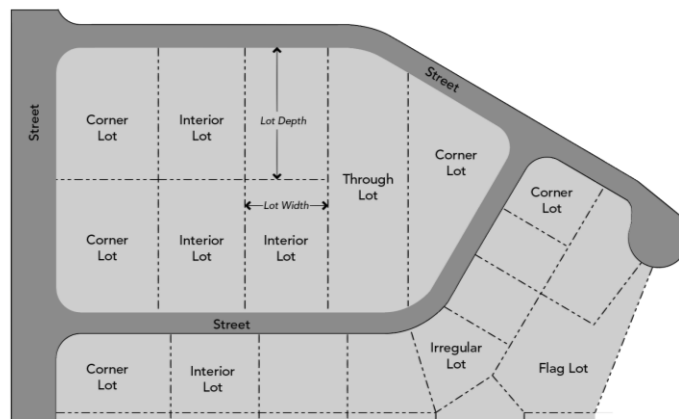 Street
Street
Corner
Lot
Interior
Lot
Lot Depth
Corner
Lot
Through
Lot
Corner
Lot
Lot Width
Corner
Lot
Interior
Lot
Interior
Lot
Street
Irregular
Lot
Flag Lot
Corner
Lot
Interior
Lot